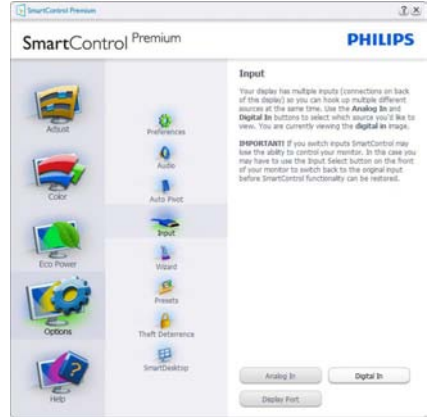 SmartControl Premium
SmartControl Premium
PHILIPS
Adjust
Color
Eco Power
Options
Help
Preferences
Audio
Auto Pivot
Input
Wizard
Presets
Theft Deterrence
SmartDesktop
Input
Your display has multiple inputs (connections on back
of this display) so you can hook up multiple different
sources at the same time. Use the Analog In and
Digital In buttons to select which source you'd like to
view. You are currently viewing the digital in image.
IMPORTANT! If you switch inputs SmartControl may
lose the ability to control your monitor. In that case you
may have to use the Input Select button on the front
of your monitor to switch back to the original input
before SmartControl functionality can be restored.
Analog In
Digital In
Display Port